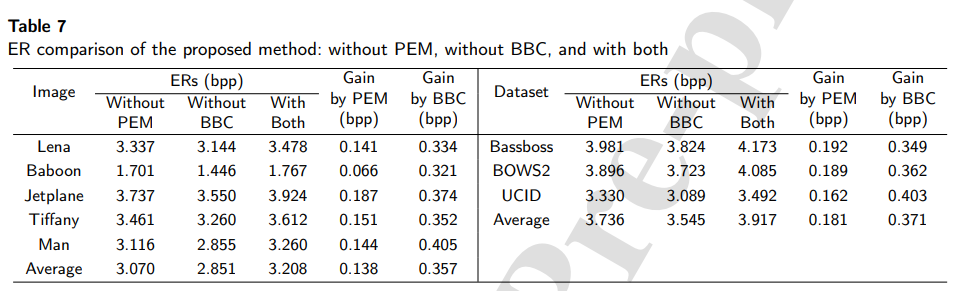 Table 7
ER comparison of the proposed method: without PEM, without BBC, and with both
Image ERs (bpp) Gain by PEM (bpp) Gain by BBC (bpp) Dataset ERs (bpp) Gain by PEM (bpp) Gain by BBC (bpp)
Without PEM Without BBC With Both Without PEM Without BBC With Both
Lena 3.337 3.144 3.478 0.141 0.334 Bassboss 3.981 3.824 4.173 0.192 0.349
Baboon 1.701 1.446 1.767 0.066 0.321 BOWS2 3.896 3.723 4.085 0.189 0.362
Jetplane 3.737 3.550 3.924 0.187 0.374 UCID 3.330 3.089 3.492 0.162 0.403
Tiffany 3.461 3.260 3.612 0.151 0.352 Average 3.736 3.545 3.917 0.181 0.371
Man 3.116 2.855 3.260 0.144 0.405
Average 3.070 2.851 3.208 0.138 0.357